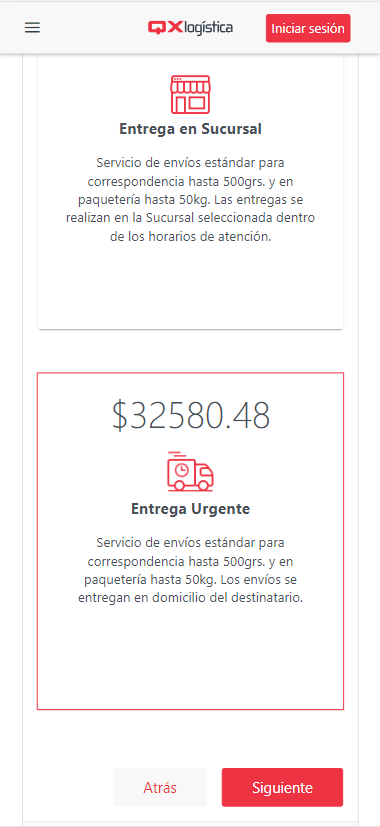 QXlogística
Iniciar sesión
Entrega en Sucursal
Servicio de envíos estándar para
correspondencia hasta 500grs. y en
paquetería hasta 50kg. Las entregas se
realizan en la Sucursal seleccionada dentro
de los horarios de atención.
$32580.48
Entrega Urgente
Servicio de envíos estándar para
correspondencia hasta 500grs. y en
paquetería hasta 50kg. Los envíos se
entregan en domicilio del destinatario.
Atrás
Siguiente